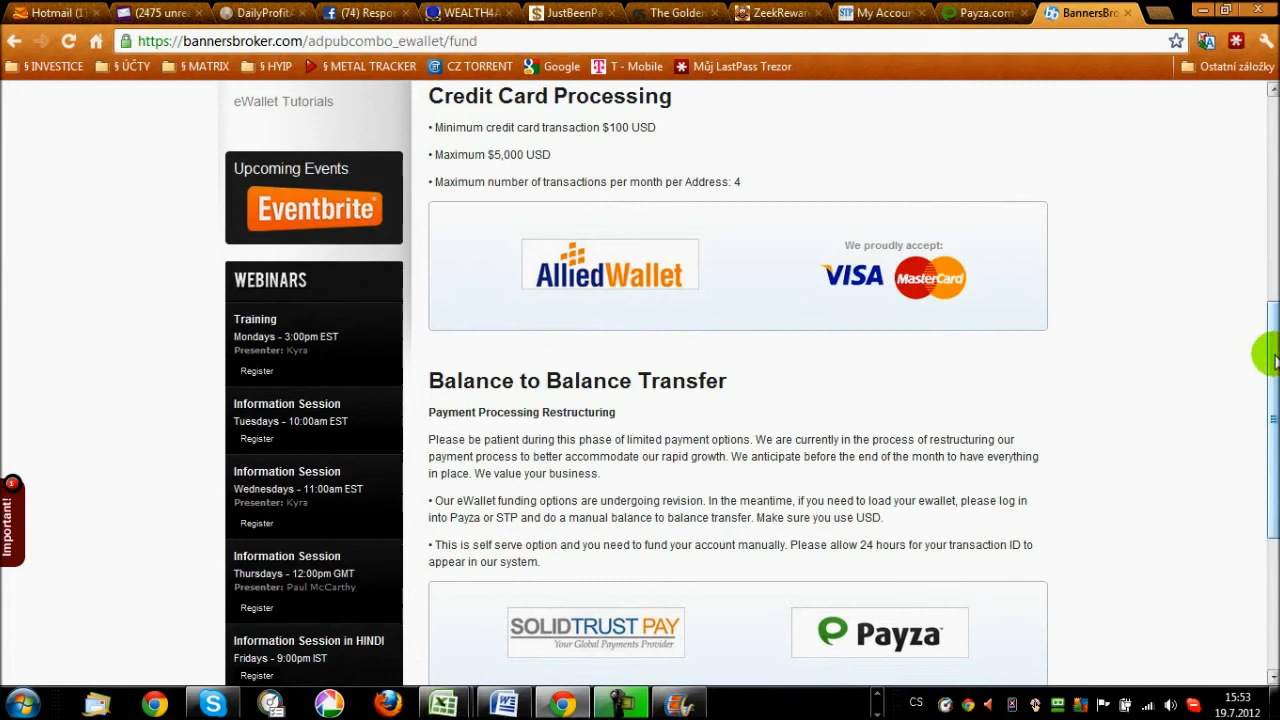 Hotmail (1)
(2475 unrea
DailyProfitA
(74) Respon
WEALTH4A
JustBeenPa
The Golden
ZeekReward
My Accoun
Payza.com
BannersBro
https://bannersbroker.com/adpubcombo_ewallet/fund
§ INVESTICE
§ ÚČTY
§ MATRIX
§ HYIP
§ METAL TRACKER
CZ TORRENT
Google
T - Mobile
Můj LastPass Trezor
Ostatní záložky
eWallet Tutorials
Upcoming Events
Eventbrite
WEBINARS
Training
Mondays - 3:00pm EST
Presenter: Kyra
Register
Information Session
Tuesdays - 10:00am EST
Register
Information Session
Wednesdays - 11:00am EST
Presenter: Kyra
Register
Information Session
Thursdays - 12:00pm GMT
Presenter: Paul McCarthy
Register
Information Session in HINDI
Fridays - 9:00pm IST
Register
Important!
1
Credit Card Processing
• Minimum credit card transaction $100 USD
• Maximum $5,000 USD
• Maximum number of transactions per month per Address: 4
AlliedWallet
We proudly accept:
VISA
MasterCard
Balance to Balance Transfer
Payment Processing Restructuring
Please be patient during this phase of limited payment options. We are currently in the process of restructuring our
payment process to better accommodate our rapid growth. We anticipate before the end of the month to have everything
in place. We value your business.
• Our eWallet funding options are undergoing revision. In the meantime, if you need to load your ewallet, please log in
into Payza or STP and do a manual balance to balance transfer. Make sure you use USD.
• This is self serve option and you need to fund your account manually. Please allow 24 hours for your transaction ID to
appear in our system.
SOLIDTRUST PAY
Your Global Payments Provider
Payza
CS
15:53
19.7.2012